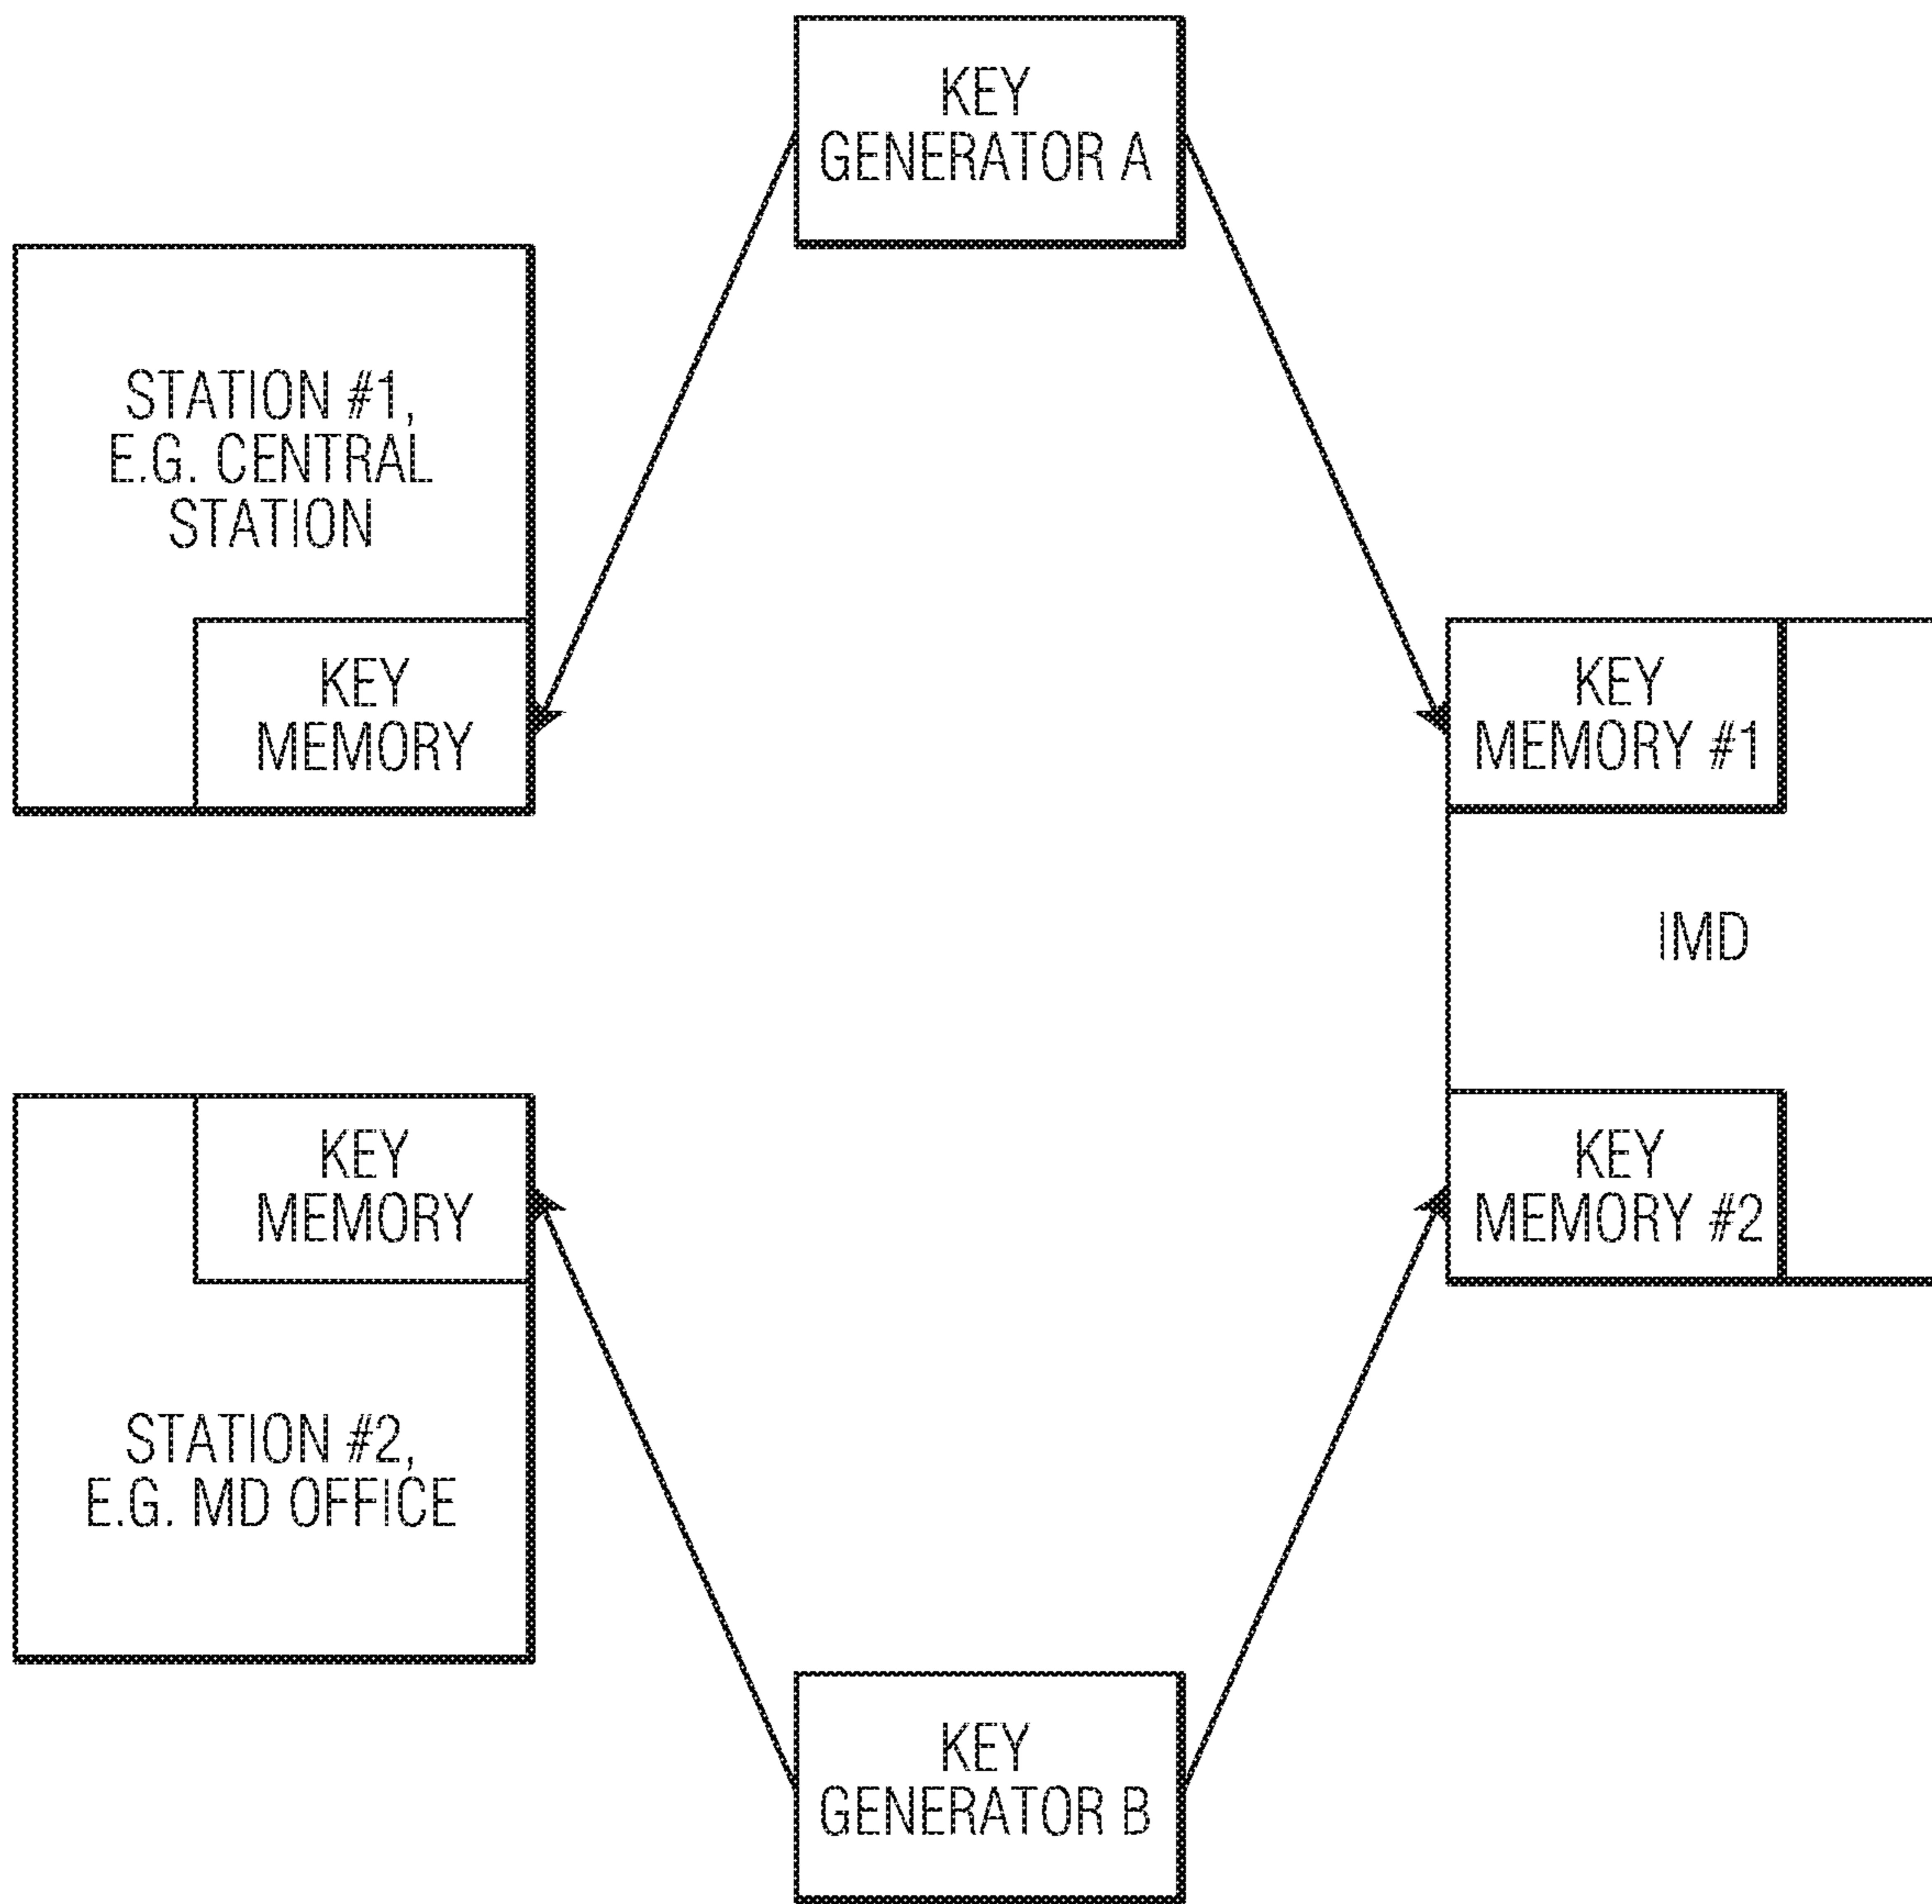 KEY
GENERATOR A
STATION #1,
E.G. CENTRAL
STATION
KEY
MEMORY
KEY
MEMORY #1
IMD
KEY
MEMORY
KEY
MEMORY #2
STATION #2,
E.G. MD OFFICE
KEY
GENERATOR B